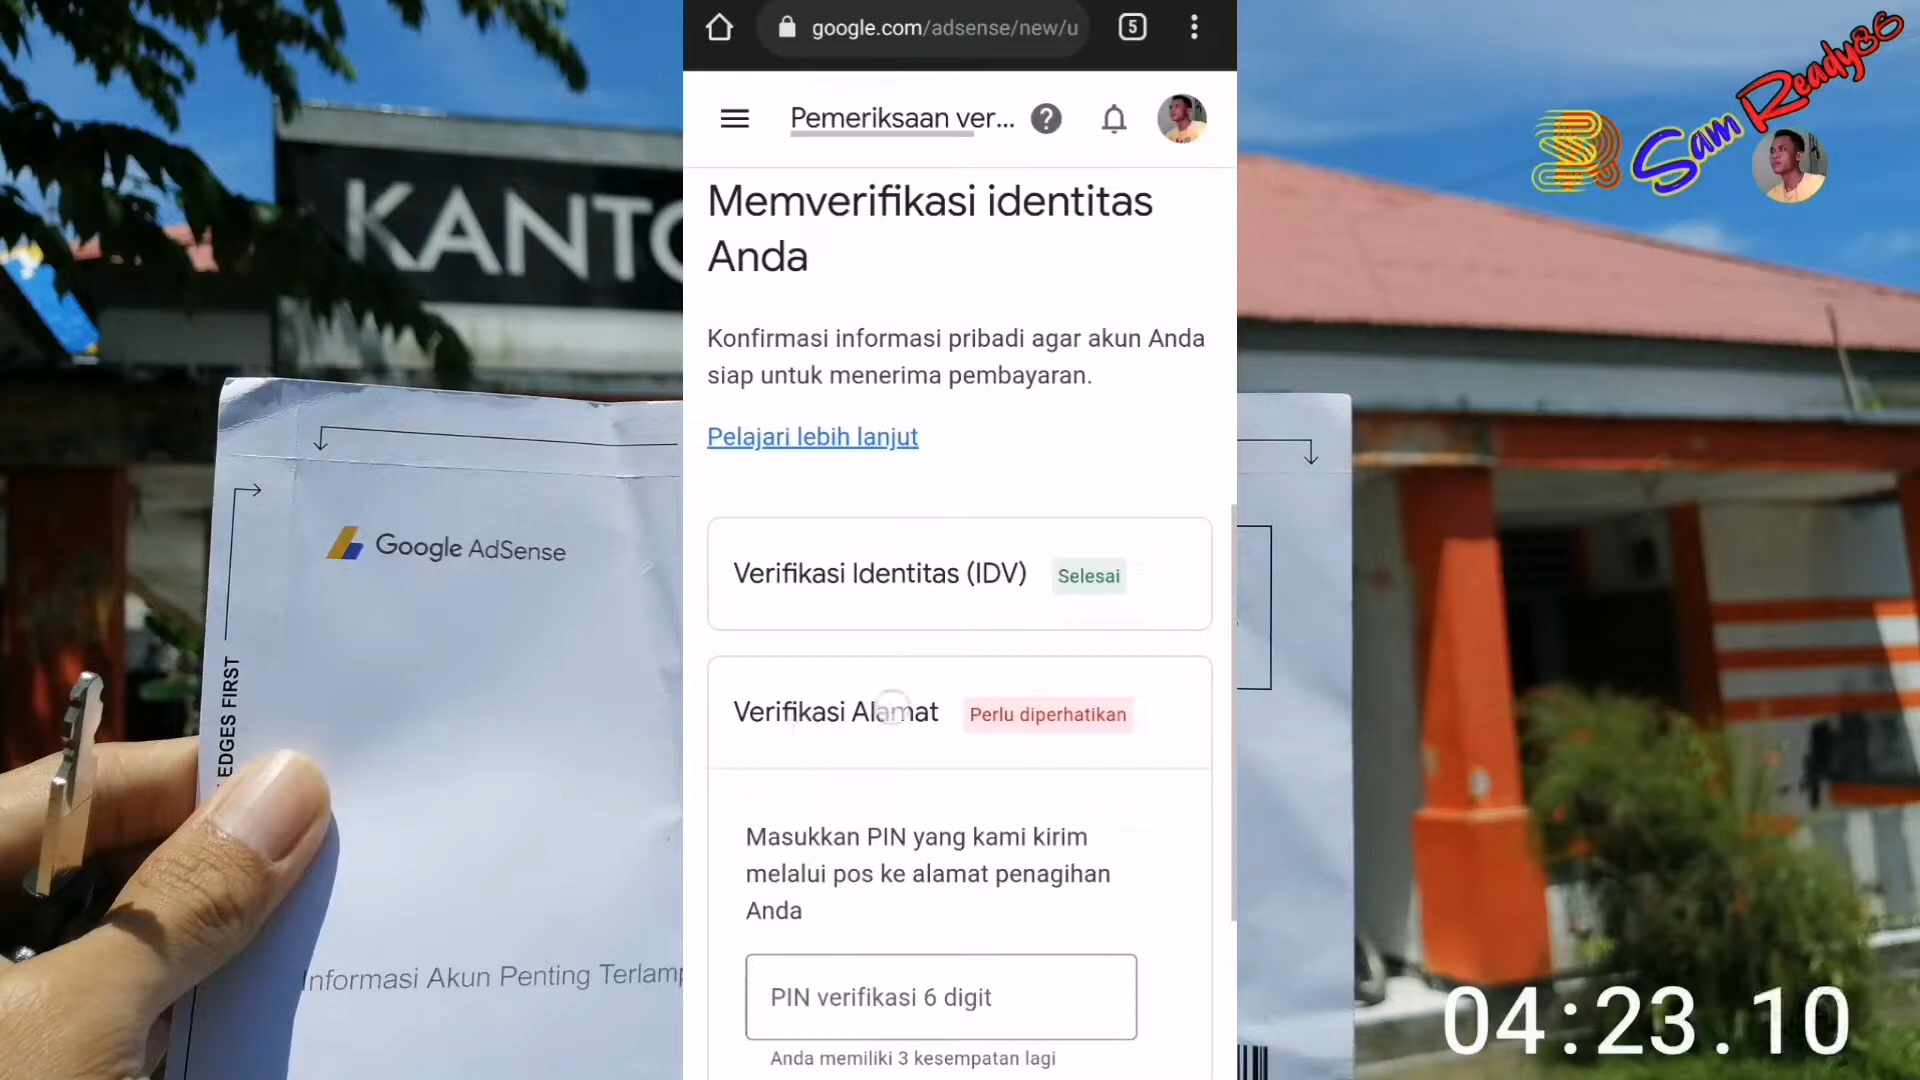 google.com/adsense/new/u
5
Pemeriksaan ver...
Sam Ready86
KANTO
Memverifikasi identitas
Anda
Konfirmasi informasi pribadi agar akun Anda
siap untuk menerima pembayaran.
Pelajari lebih lanjut
Google AdSense
Verifikasi Identitas (IDV)
Selesai
EDGES FIRST
Verifikasi Alamat
Perlu diperhatikan
Masukkan PIN yang kami kirim
melalui pos ke alamat penagihan
Anda
Informasi Akun Penting Terlamp
PIN verifikasi 6 digit
Anda memiliki 3 kesempatan lagi
04:23.10